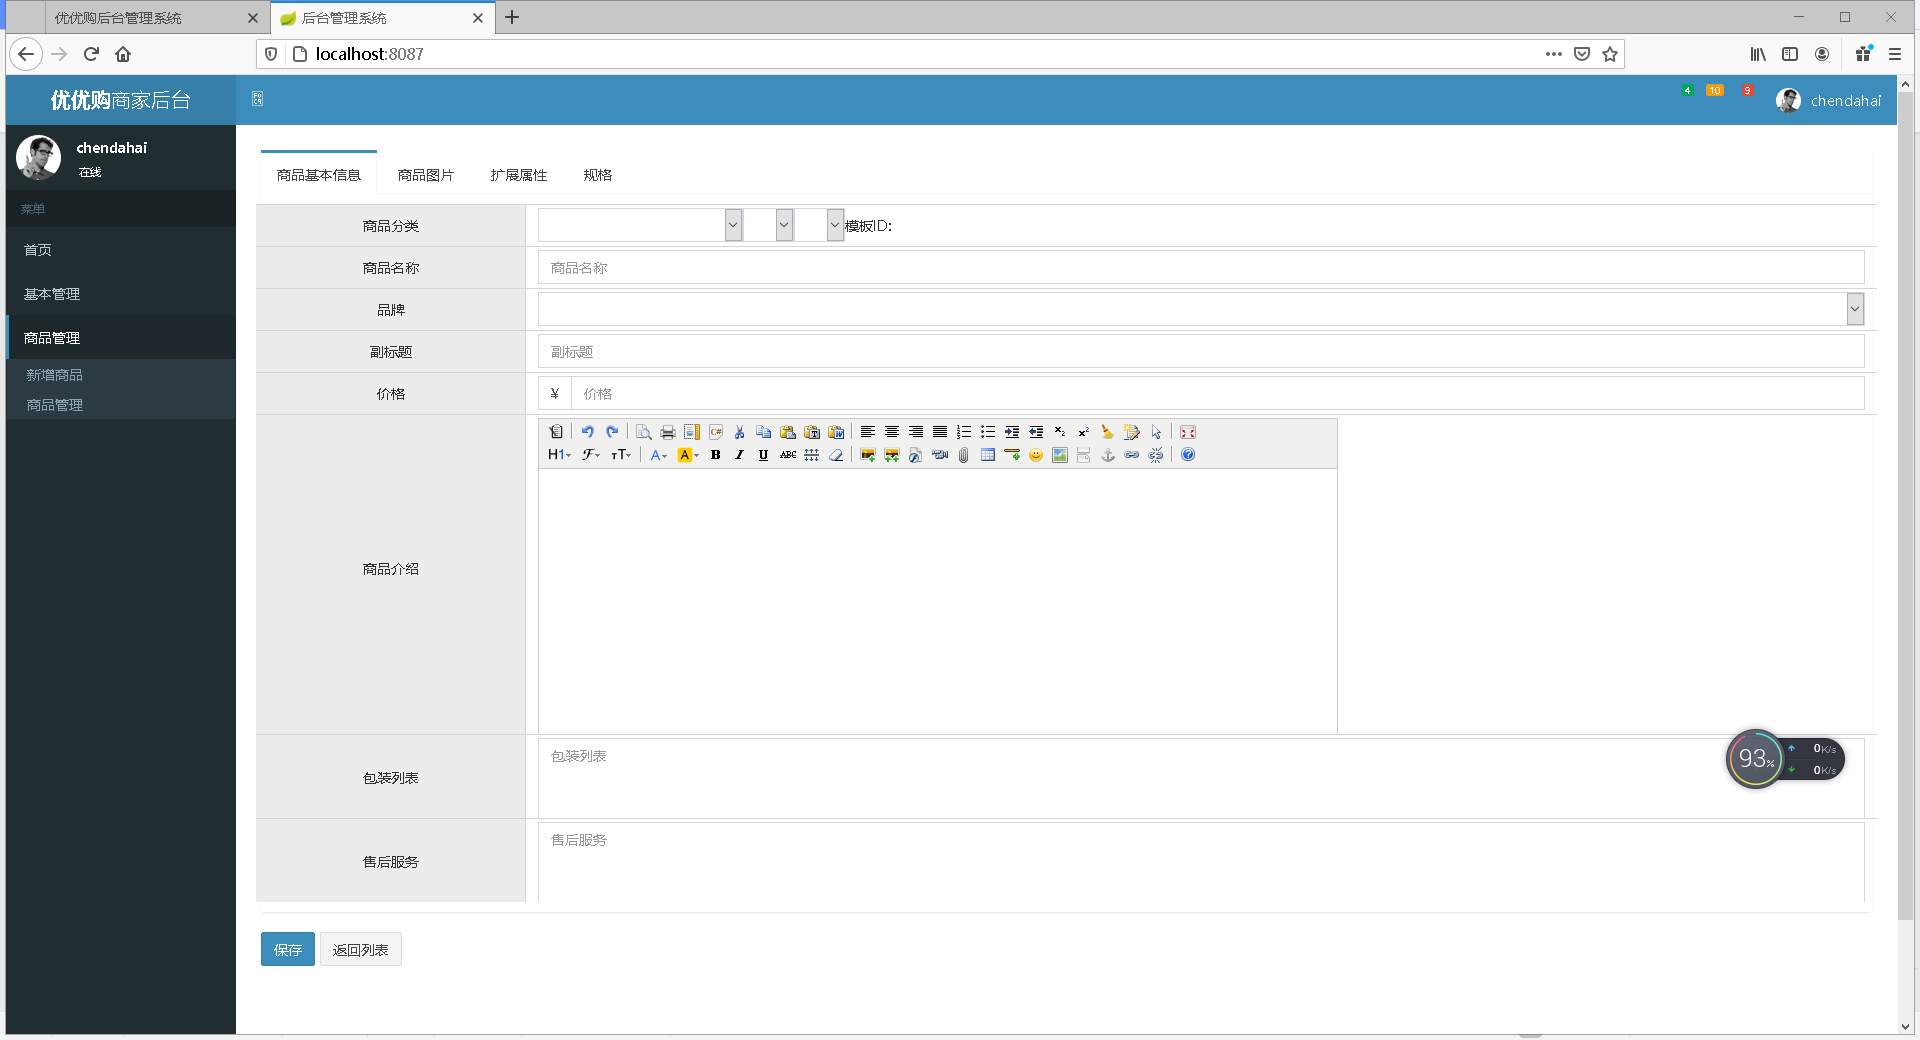 优优购后台管理系统
后台管理系统
localhost:8087
优优购商家后台
4
10
9
chendahai
chendahai
在线
菜单
首页
基本管理
商品管理
新增商品
商品管理
商品基本信息
商品图片
扩展属性
规格
商品分类
模板ID:
商品名称
商品名称
品牌
副标题
副标题
价格
¥
价格
H1
商品介绍
包装列表
包装列表
售后服务
售后服务
93%
0K/s
0K/s
保存
返回列表